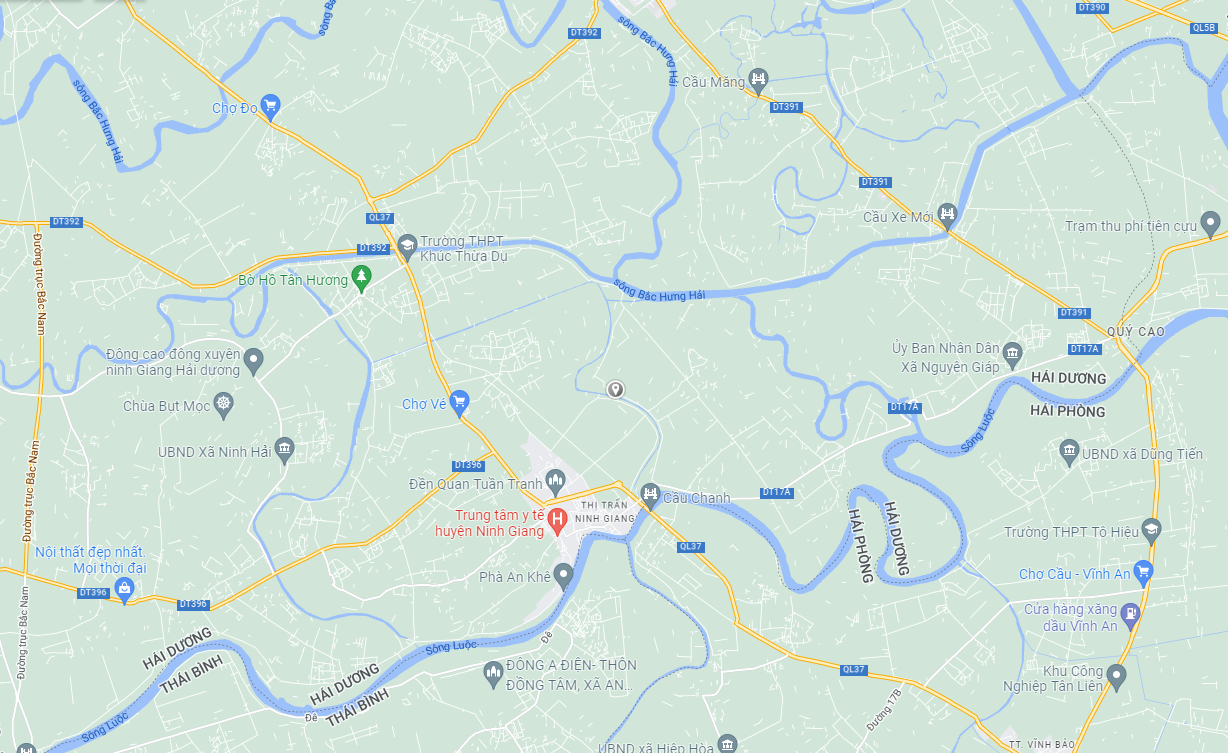 DT390
QL5B
sông Bắc Hưng Hải
DT392
Cầu Mắng
DT391
Chợ Đọ
sông Bắc Hưng Hải
DT391
QL37
Cầu Xe Mới
Trạm thu phí tiên cựu
DT392
DT392
Trường THPT
Khúc Thừa Dụ
Đường trục Bắc Nam
Bờ Hồ Tân Hương
sông Bắc Hưng Hải
DT391
QUÝ CAO
DT17A
Đông cao đông xuyên
ninh Giang Hải dương
Ủy Ban Nhân Dân
Xã Nguyên Giáp
HẢI DƯƠNG
HẢI PHÒNG
Chùa Bụt Mọc
Chợ Vé
DT17A
Sông Luộc
UBND Xã Ninh Hải
UBND xã Dũng Tiến
Đường trục Bắc Nam
DT396
Đền Quan Tuần Tranh
THỊ TRẤN
NINH GIANG
Cầu Chanh
DT17A
Trung tâm y tế
huyện Ninh Giang
HẢI PHÒNG
HẢI DƯƠNG
Trường THPT Tô Hiệu
QL37
Nội thất đẹp nhất.
Mọi thời đại
Phà An Khê
Chợ Cầu - Vĩnh An
DT396
DT396
Đường trục Bắc Nam
Cửa hàng xăng
dầu Vĩnh An
Đê
HẢI DƯƠNG
THÁI BÌNH
Sông Luộc
ĐÔNG A ĐIỆN- THÔN
ĐỒNG TÂM, XÃ AN...
QL37
Khu Công
Nghiệp Tân Liên
HẢI DƯƠNG
THÁI BÌNH
Đê
Đường 17B
Sông Luộc
UBND xã Hiệp Hòa
TT. VĨNH BẢO